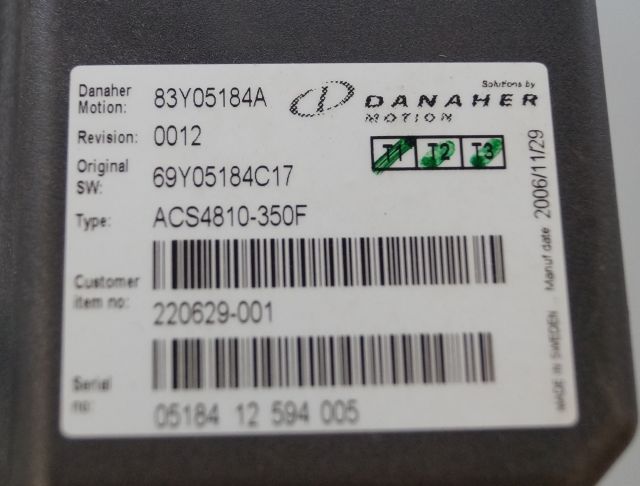 Danaher Motion: 83Y05184A
Solutions by
DANAHER
MOTION
Revision: 0012
T1 T2 T3
Original SW: 69Y05184C17
Type: ACS4810-350F
Customer item no: 220629-001
Serial no: 05184 12 594 005
MADE IN SWEDEN Manuf date 2006/11/29